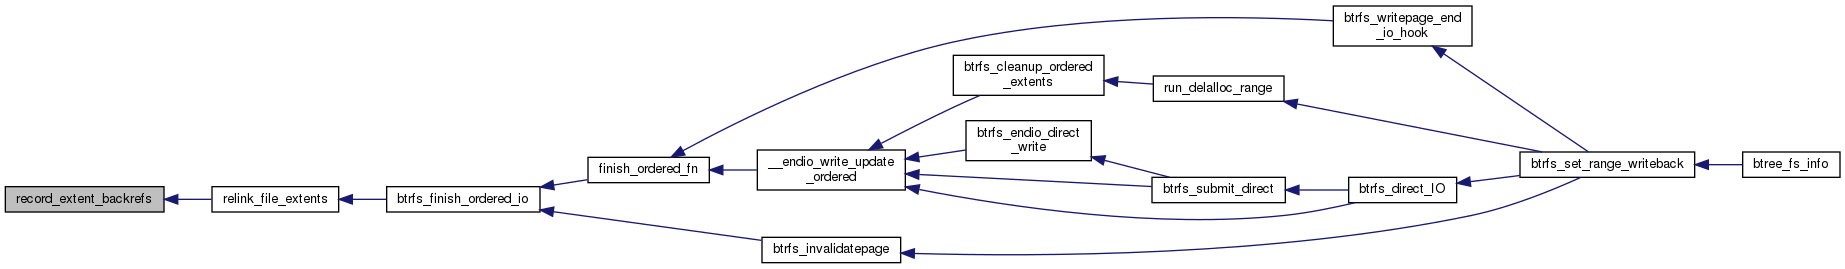 record_extent_backrefs
relink_file_extents
btrfs_finish_ordered_io
finish_ordered_fn
btrfs_invalidatepage
__endio_write_update
_ordered
btrfs_cleanup_ordered
_extents
btrfs_endio_direct
_write
run_delalloc_range
btrfs_submit_direct
btrfs_writepage_end
_io_hook
btrfs_direct_IO
btrfs_set_range_writeback
btree_fs_info